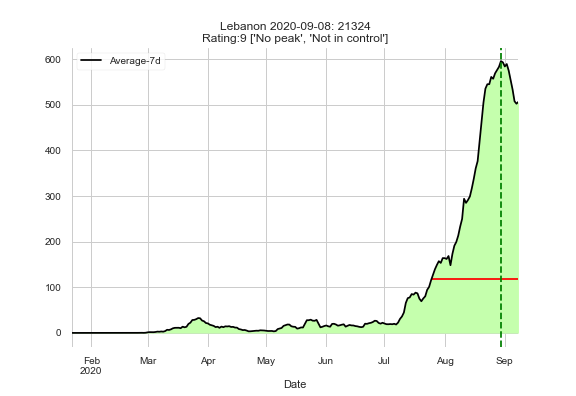 Lebanon 2020-09-08: 21324
Rating:9 ['No peak', 'Not in control']
Average-7d
600
500
400
300
200
100
0
Feb Mar Apr May Jun Jul Aug Sep
2020
Date